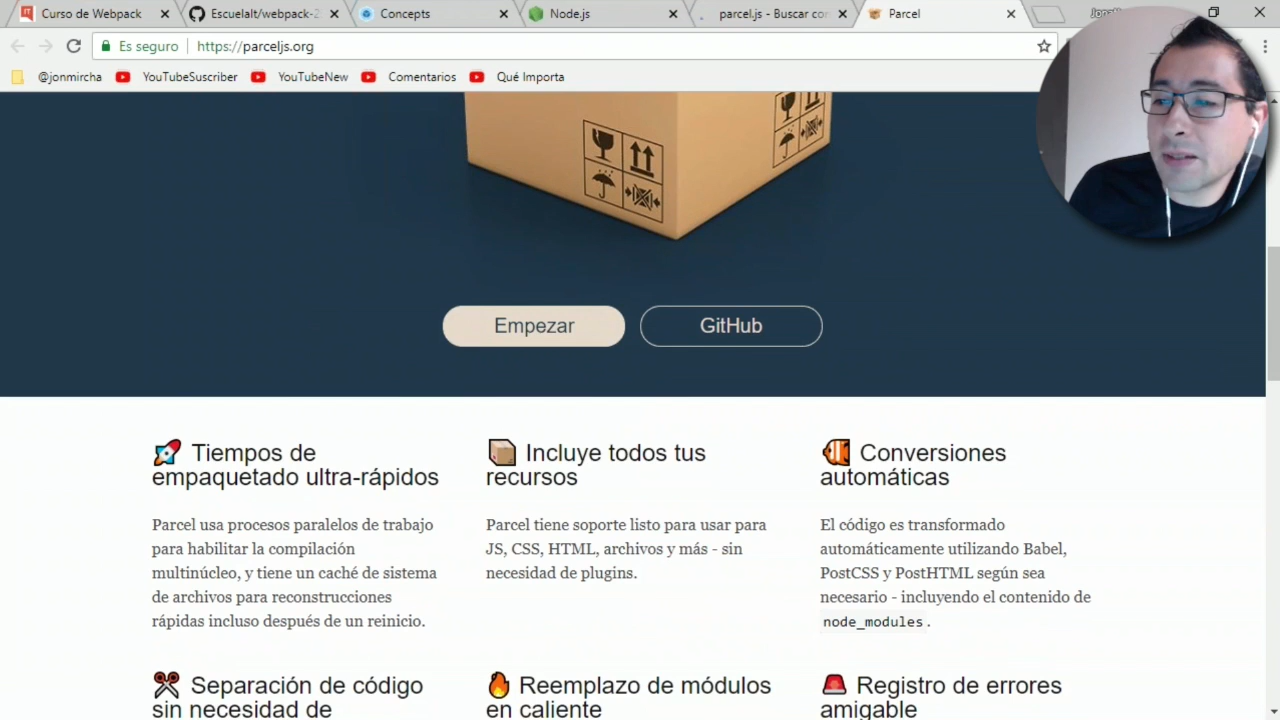 Curso de Webpack
EscuelaIt/webpack-2
Concepts
Node.js
parcel.js - Buscar con
Parcel
Es seguro
https://parceljs.org
@jonmircha
YouTubeSuscriber
YouTubeNew
Comentarios
Qué Importa
Empezar
GitHub
Tiempos de
empaquetado ultra-rápidos
Parcel usa procesos paralelos de trabajo
para habilitar la compilación
multinúcleo, y tiene un caché de sistema
de archivos para reconstrucciones
rápidas incluso después de un reinicio.
Incluye todos tus
recursos
Parcel tiene soporte listo para usar para
JS, CSS, HTML, archivos y más - sin
necesidad de plugins.
Conversiones
automáticas
El código es transformado
automáticamente utilizando Babel,
PostCSS y PostHTML según sea
necesario - incluyendo el contenido de
node_modules.
Separación de código
sin necesidad de
Reemplazo de módulos
en caliente
Registro de errores
amigable